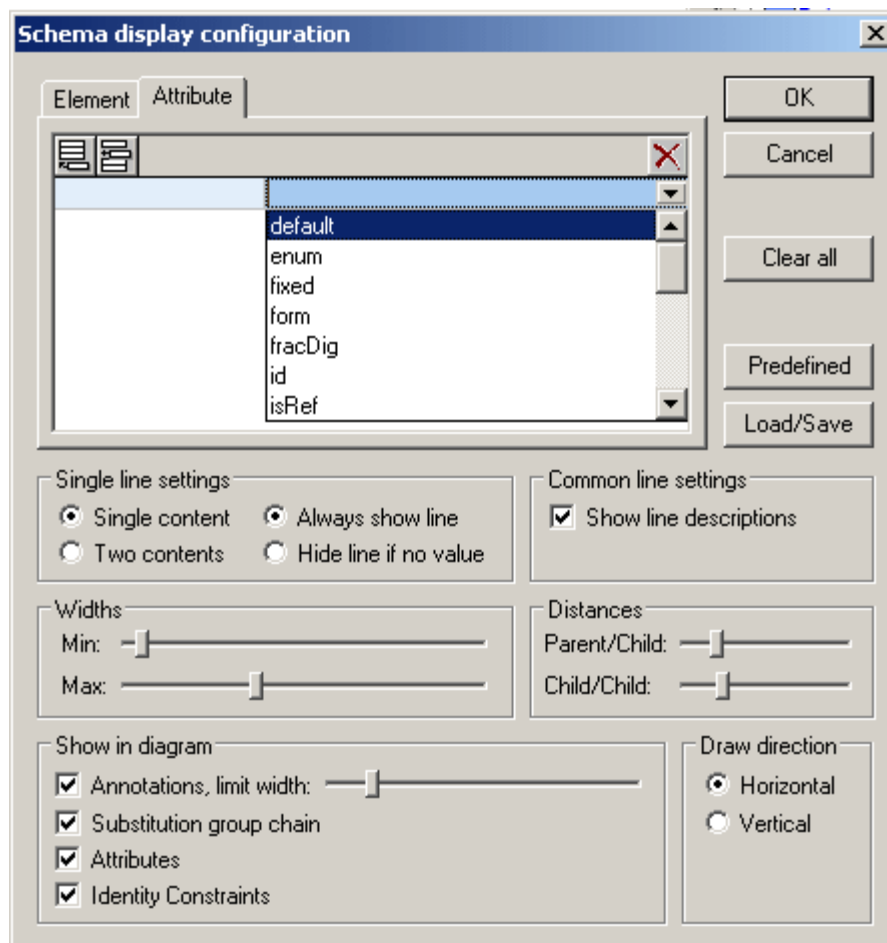 Schema display configuration
Element Attribute
OK
Cancel
default
enum
Clear all
fixed
form
fracDig
Predefined
id
isRef
Load/Save
Single line settings
Common line settings
Single content Always show line
Show line descriptions
Two contents Hide line if no value
Widths
Distances
Min:
Parent/Child:
Max:
Child/Child:
Show in diagram
Draw direction
Annotations, limit width:
Horizontal
Substitution group chain
Vertical
Attributes
Identity Constraints